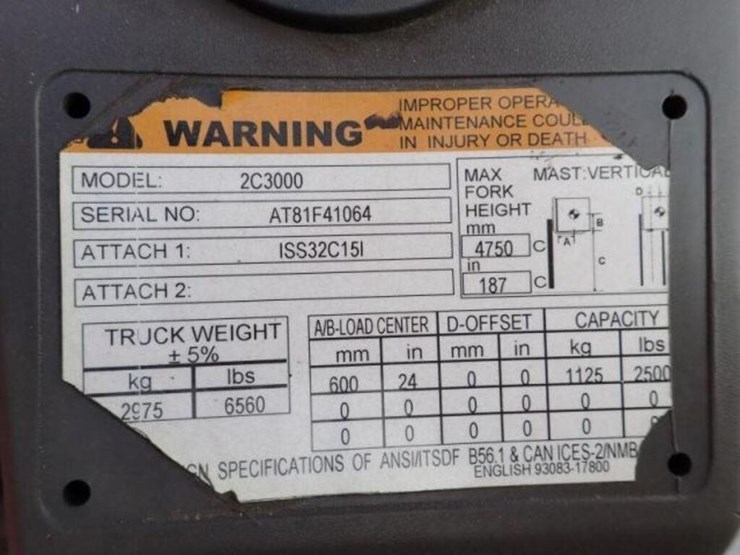 WARNING
IMPROPER OPERA
MAINTENANCE COUL
IN INJURY OR DEATH
MODEL: 2C3000
SERIAL NO: AT81F41064
ATTACH 1: ISS32C15I
ATTACH 2:
MAX
FORK
HEIGHT
mm
4750 C
in
187 C
MAST:VERTICAL
D
A
B
C
TRUCK WEIGHT
± 5%
kg lbs
2975 6560
A/B-LOAD CENTER D-OFFSET CAPACITY
mm in mm in kg lbs
600 24 0 0 1125 2500
0 0 0 0 0 0
0 0 0 0 0
GN SPECIFICATIONS OF ANSI/ITSDF B56.1 & CAN ICES-2/NMB
ENGLISH 93083-17800